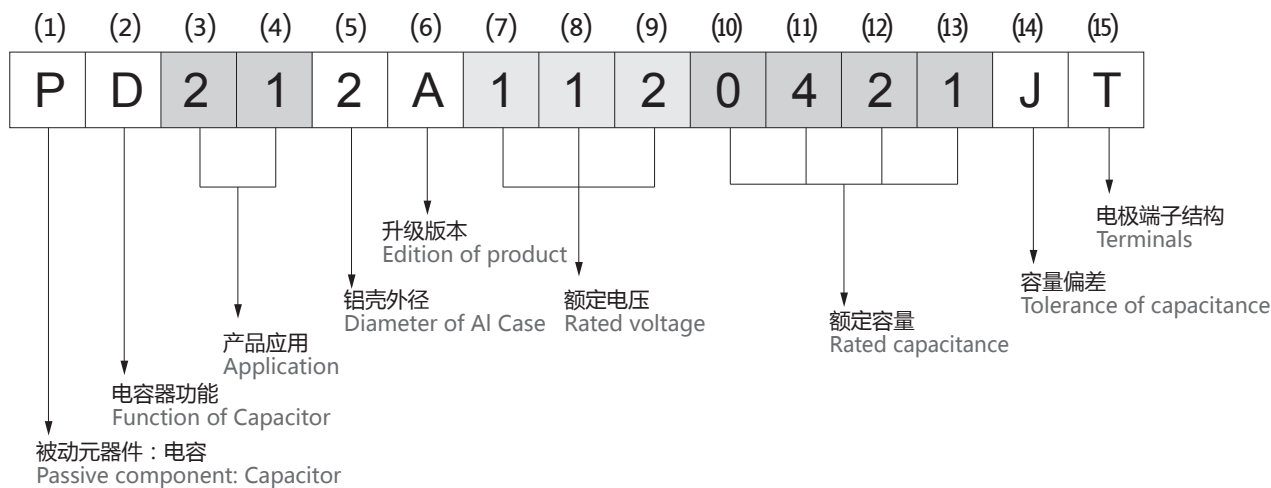 (1) (2) (3) (4) (5) (6) (7) (8) (9) (10) (11) (12) (13) (14) (15)
P D 2 1 2 A 1 1 2 0 4 2 1 J T
电极端子结构
Terminals
升级版本
Edition of product
容量偏差
Tolerance of capacitance
铝壳外径
Diameter of Al Case
额定电压
Rated voltage
额定容量
Rated capacitance
产品应用
Application
电容器功能
Function of Capacitor
被动元器件：电容
Passive component: Capacitor